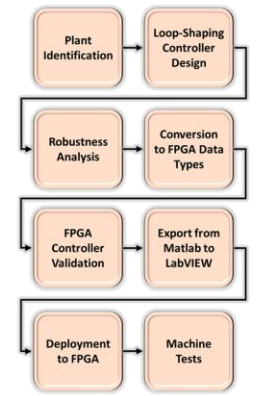 Plant
Identification
Loop-Shaping
Controller
Design
Robustness
Analysis
Conversion
to FPGA Data
Types
FPGA
Controller
Validation
Export from
Matlab to
LabVIEW
Deployment
to FPGA
Machine
Tests